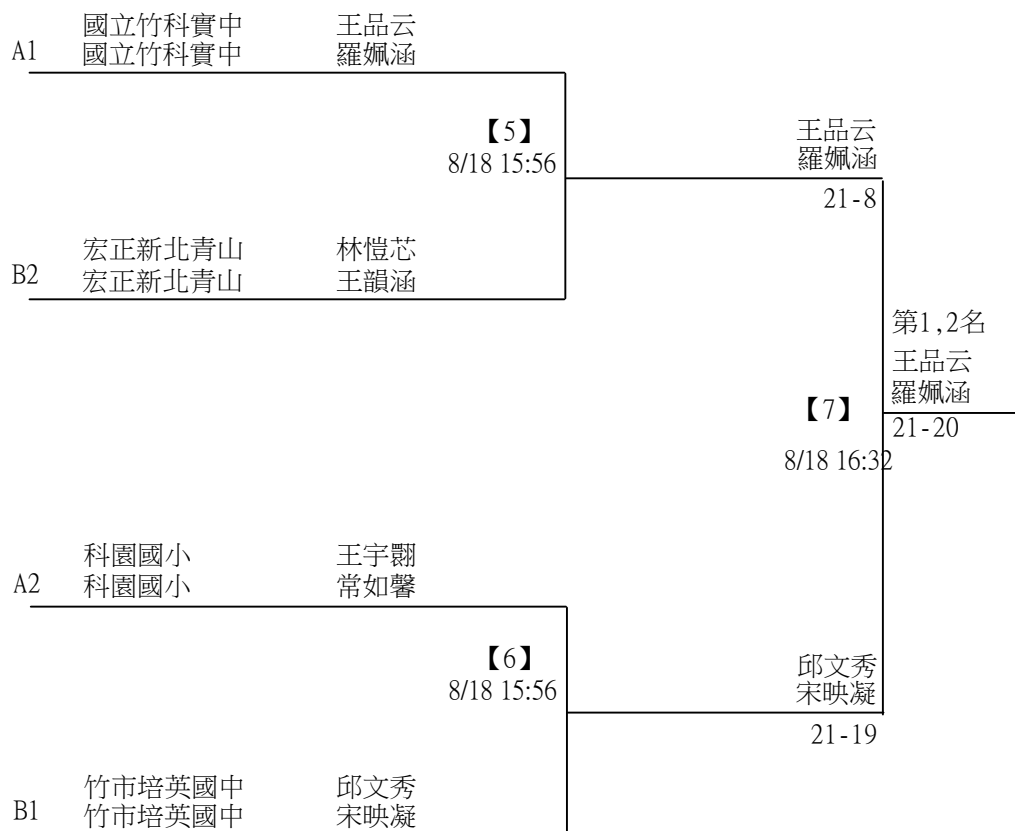 國立竹科實中 王品云
A1 國立竹科實中 羅姵涵
【5】
8/18 15:56
王品云
羅姵涵
21-8
宏正新北青山 林愷芯
B2 宏正新北青山 王韻涵
第1,2名
王品云
羅姵涵
【7】
21-20
8/18 16:32
科園國小 王宇翾
A2 科園國小 常如馨
【6】
8/18 15:56
邱文秀
宋映凝
21-19
竹市培英國中 邱文秀
B1 竹市培英國中 宋映凝